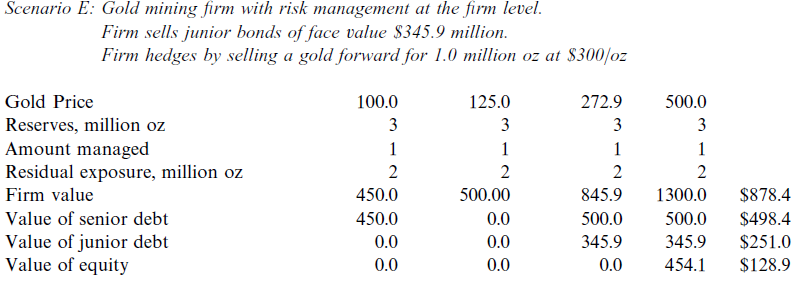 Scenario E: Gold mining firm with risk management at the firm level.
Firm sells junior bonds of face value $345.9 million.
Firm hedges by selling a gold forward for 1.0 million oz at $300/oz
Gold Price 100.0 125.0 272.9 500.0
Reserves, million oz 3 3 3 3
Amount managed 1 1 1 1
Residual exposure, million oz 2 2 2 2
Firm value 450.0 500.00 845.9 1300.0 $878.4
Value of senior debt 450.0 0.0 500.0 500.0 $498.4
Value of junior debt 0.0 0.0 345.9 345.9 $251.0
Value of equity 0.0 0.0 0.0 454.1 $128.9